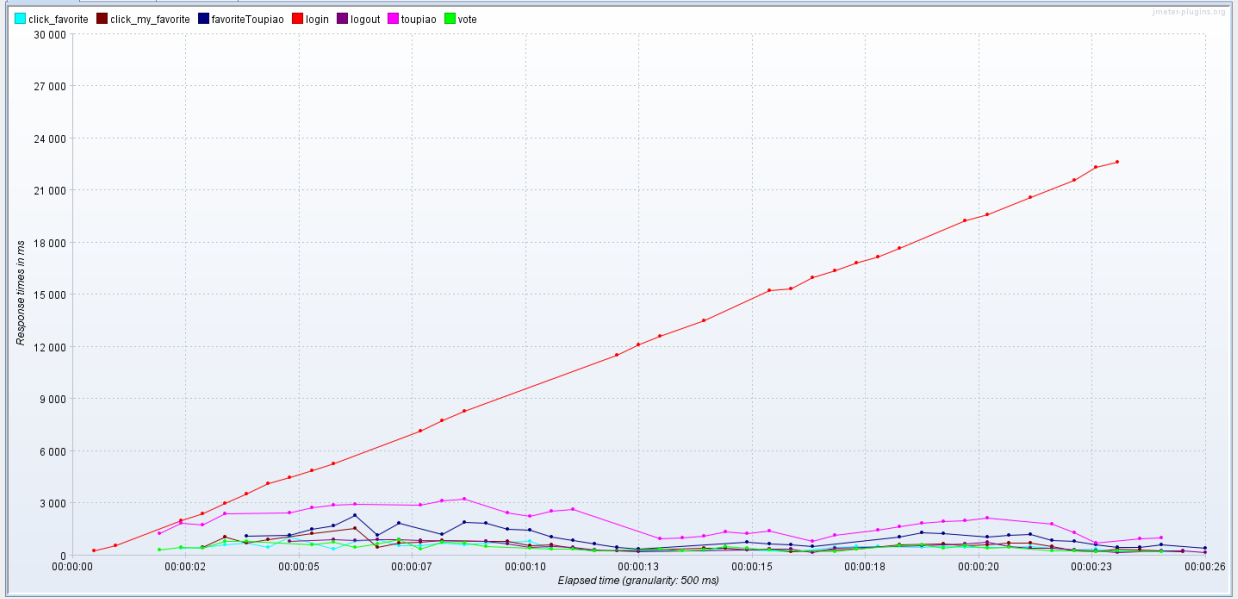 click_favorite click_my_favorite favoriteToupiao login logout toupiao vote
jmeter-plugins.org
30 000
27 000
24 000
21 000
18 000
15 000
12 000
9 000
6 000
3 000
0
Response times in ms
00:00:00 00:00:02 00:00:05 00:00:07 00:00:10 00:00:13 00:00:15 00:00:18 00:00:20 00:00:23 00:00:26
Elapsed time (granularity: 500 ms)